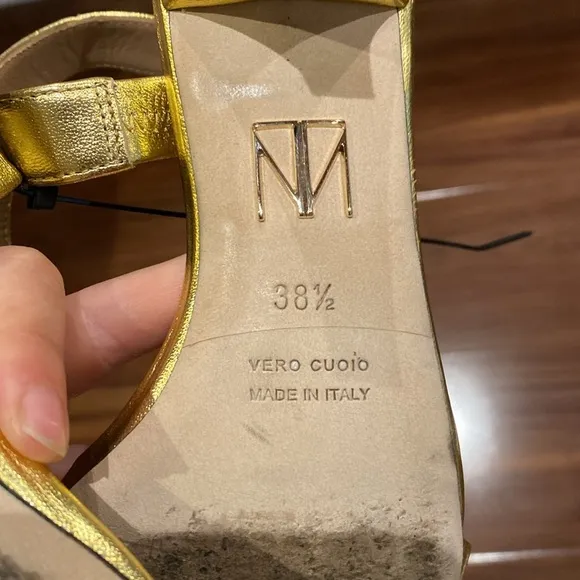 TM
38½
VERO CUOIO
MADE IN ITALY